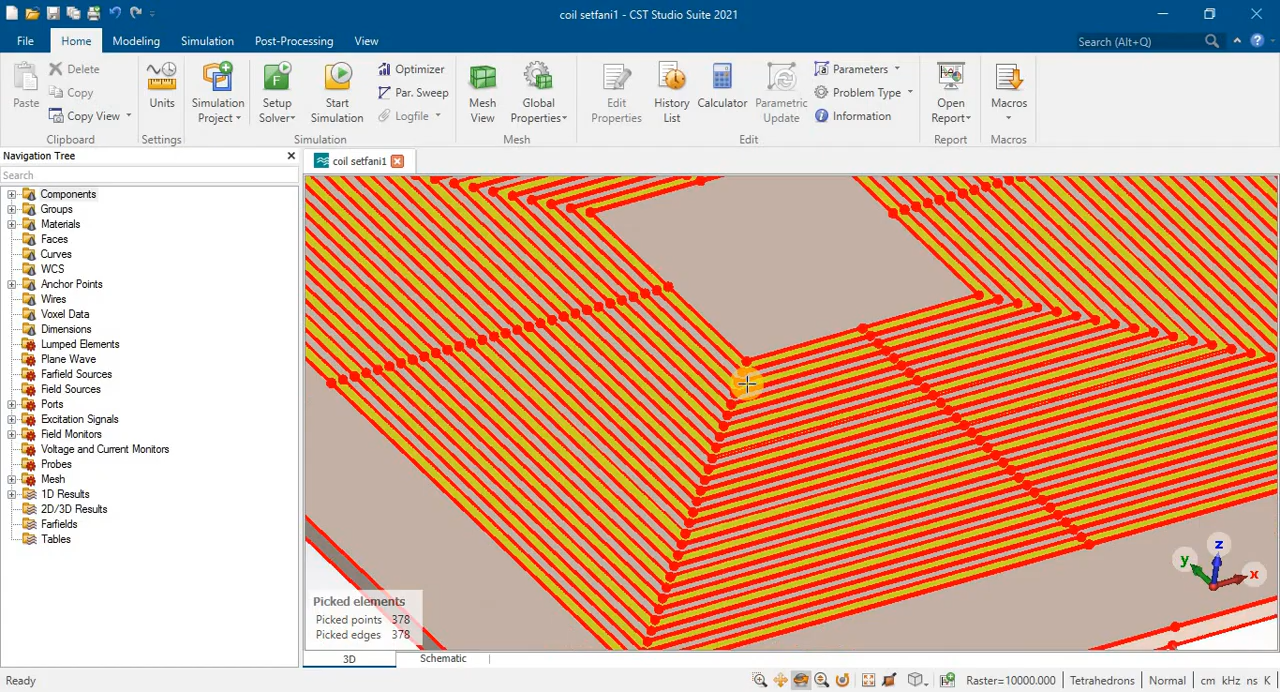 coil setfani1 - CST Studio Suite 2021
File Home Modeling Simulation Post-Processing View Search (Alt+Q)
Paste Delete Copy Copy View
Units
Simulation Project
Setup Solver
Start Simulation
Optimizer
Par. Sweep
Logfile
Mesh View
Global Properties
Edit Properties
History List
Calculator
Parametric Update
Parameters
Problem Type
Information
Open Report
Macros
Clipboard Settings Simulation Mesh Edit Report Macros
Navigation Tree
coil setfani1
Search
Components
Groups
Materials
Faces
Curves
WCS
Anchor Points
Wires
Voxel Data
Dimensions
Lumped Elements
Plane Wave
Farfield Sources
Field Sources
Ports
Excitation Signals
Field Monitors
Voltage and Current Monitors
Probes
Mesh
1D Results
2D/3D Results
Farfields
Tables
z
y
x
Picked elements
Picked points 378
Picked edges 378
3D Schematic
Ready Raster=10000.000 Tetrahedrons Normal cm kHz ns K